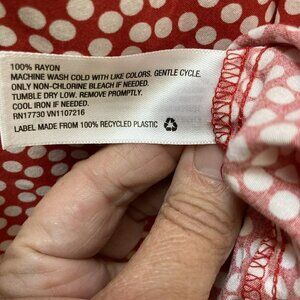 100% RAYON
MACHINE WASH COLD WITH LIKE COLORS. GENTLE CYCLE.
ONLY NON-CHLORINE BLEACH IF NEEDED.
TUMBLE DRY LOW. REMOVE PROMPTLY.
COOL IRON IF NEEDED.
RN17730 VN1107216
LABEL MADE FROM 100% RECYCLED PLASTIC